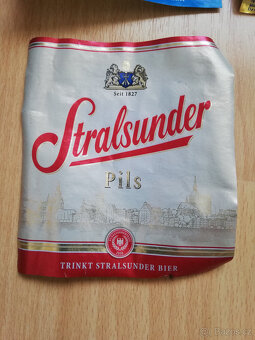 Seit 1827
Stralsunder
Pils
TRINKT STRALSUNDER BIER